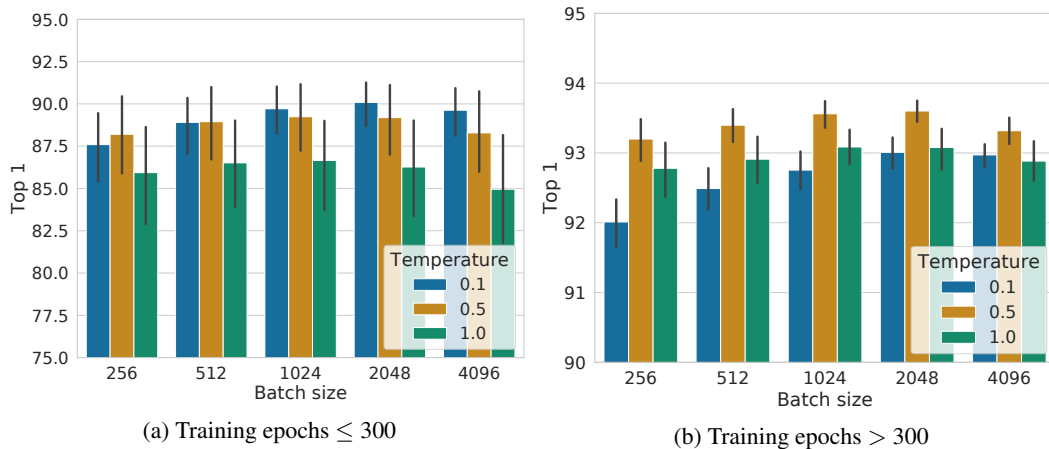 95.0
92.5
90.0
87.5
85.0
82.5
80.0
77.5
75.0
Top 1
Temperature
0.1
0.5
1.0
256 512 1024 2048 4096
Batch size
(a) Training epochs ≤ 300
95
94
93
92
91
90
Top 1
Temperature
0.1
0.5
1.0
256 512 1024 2048 4096
Batch size
(b) Training epochs > 300